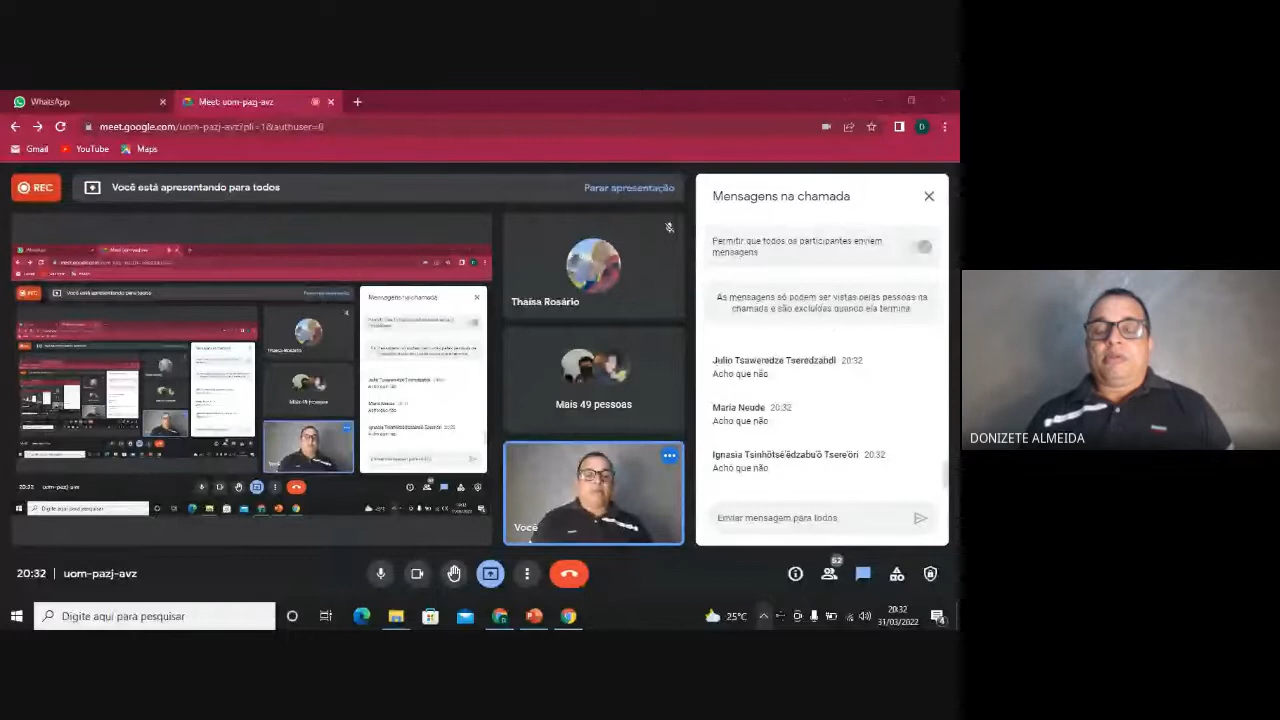 WhatsApp
Meet: uom-pazj-avz
meet.google.com/uom-pazj-avz?pli=1&authuser=0
Gmail YouTube Maps
REC
Você está apresentando para todos
Parar apresentação
Thaísa Rosário
Mais 49 pessoas
Você
Mensagens na chamada
Permitir que todos os participantes enviem
mensagens
As mensagens só podem ser vistas pelas pessoas na
chamada e são excluídas quando ela termina
Julio Tsaweredze Tseredzahdi 20:32
Acho que não
Maria Neude 20:32
Acho que não
Ignasia Tsinhõtsé'édzabu'õ Tsere'õri 20:32
Acho que não
Enviar mensagem para todos
DONIZETE ALMEIDA
20:32 | uom-pazj-avz
52
Digite aqui para pesquisar
25°C
20:32
31/03/2022
4